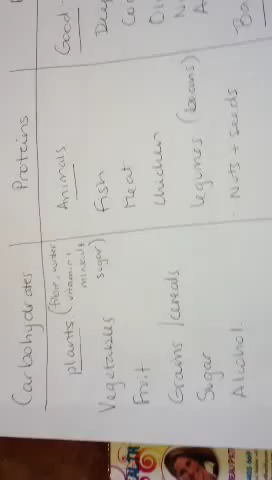 Carbohydrates
plants (fibre, water
vitamins
minerals
sugar)
Vegetables
Fruit
Grains / cereals
Sugar
Alcohol.
Proteins
Animals
Fish
Meat
Chicken
legumes (beans)
Nuts + seeds
Good